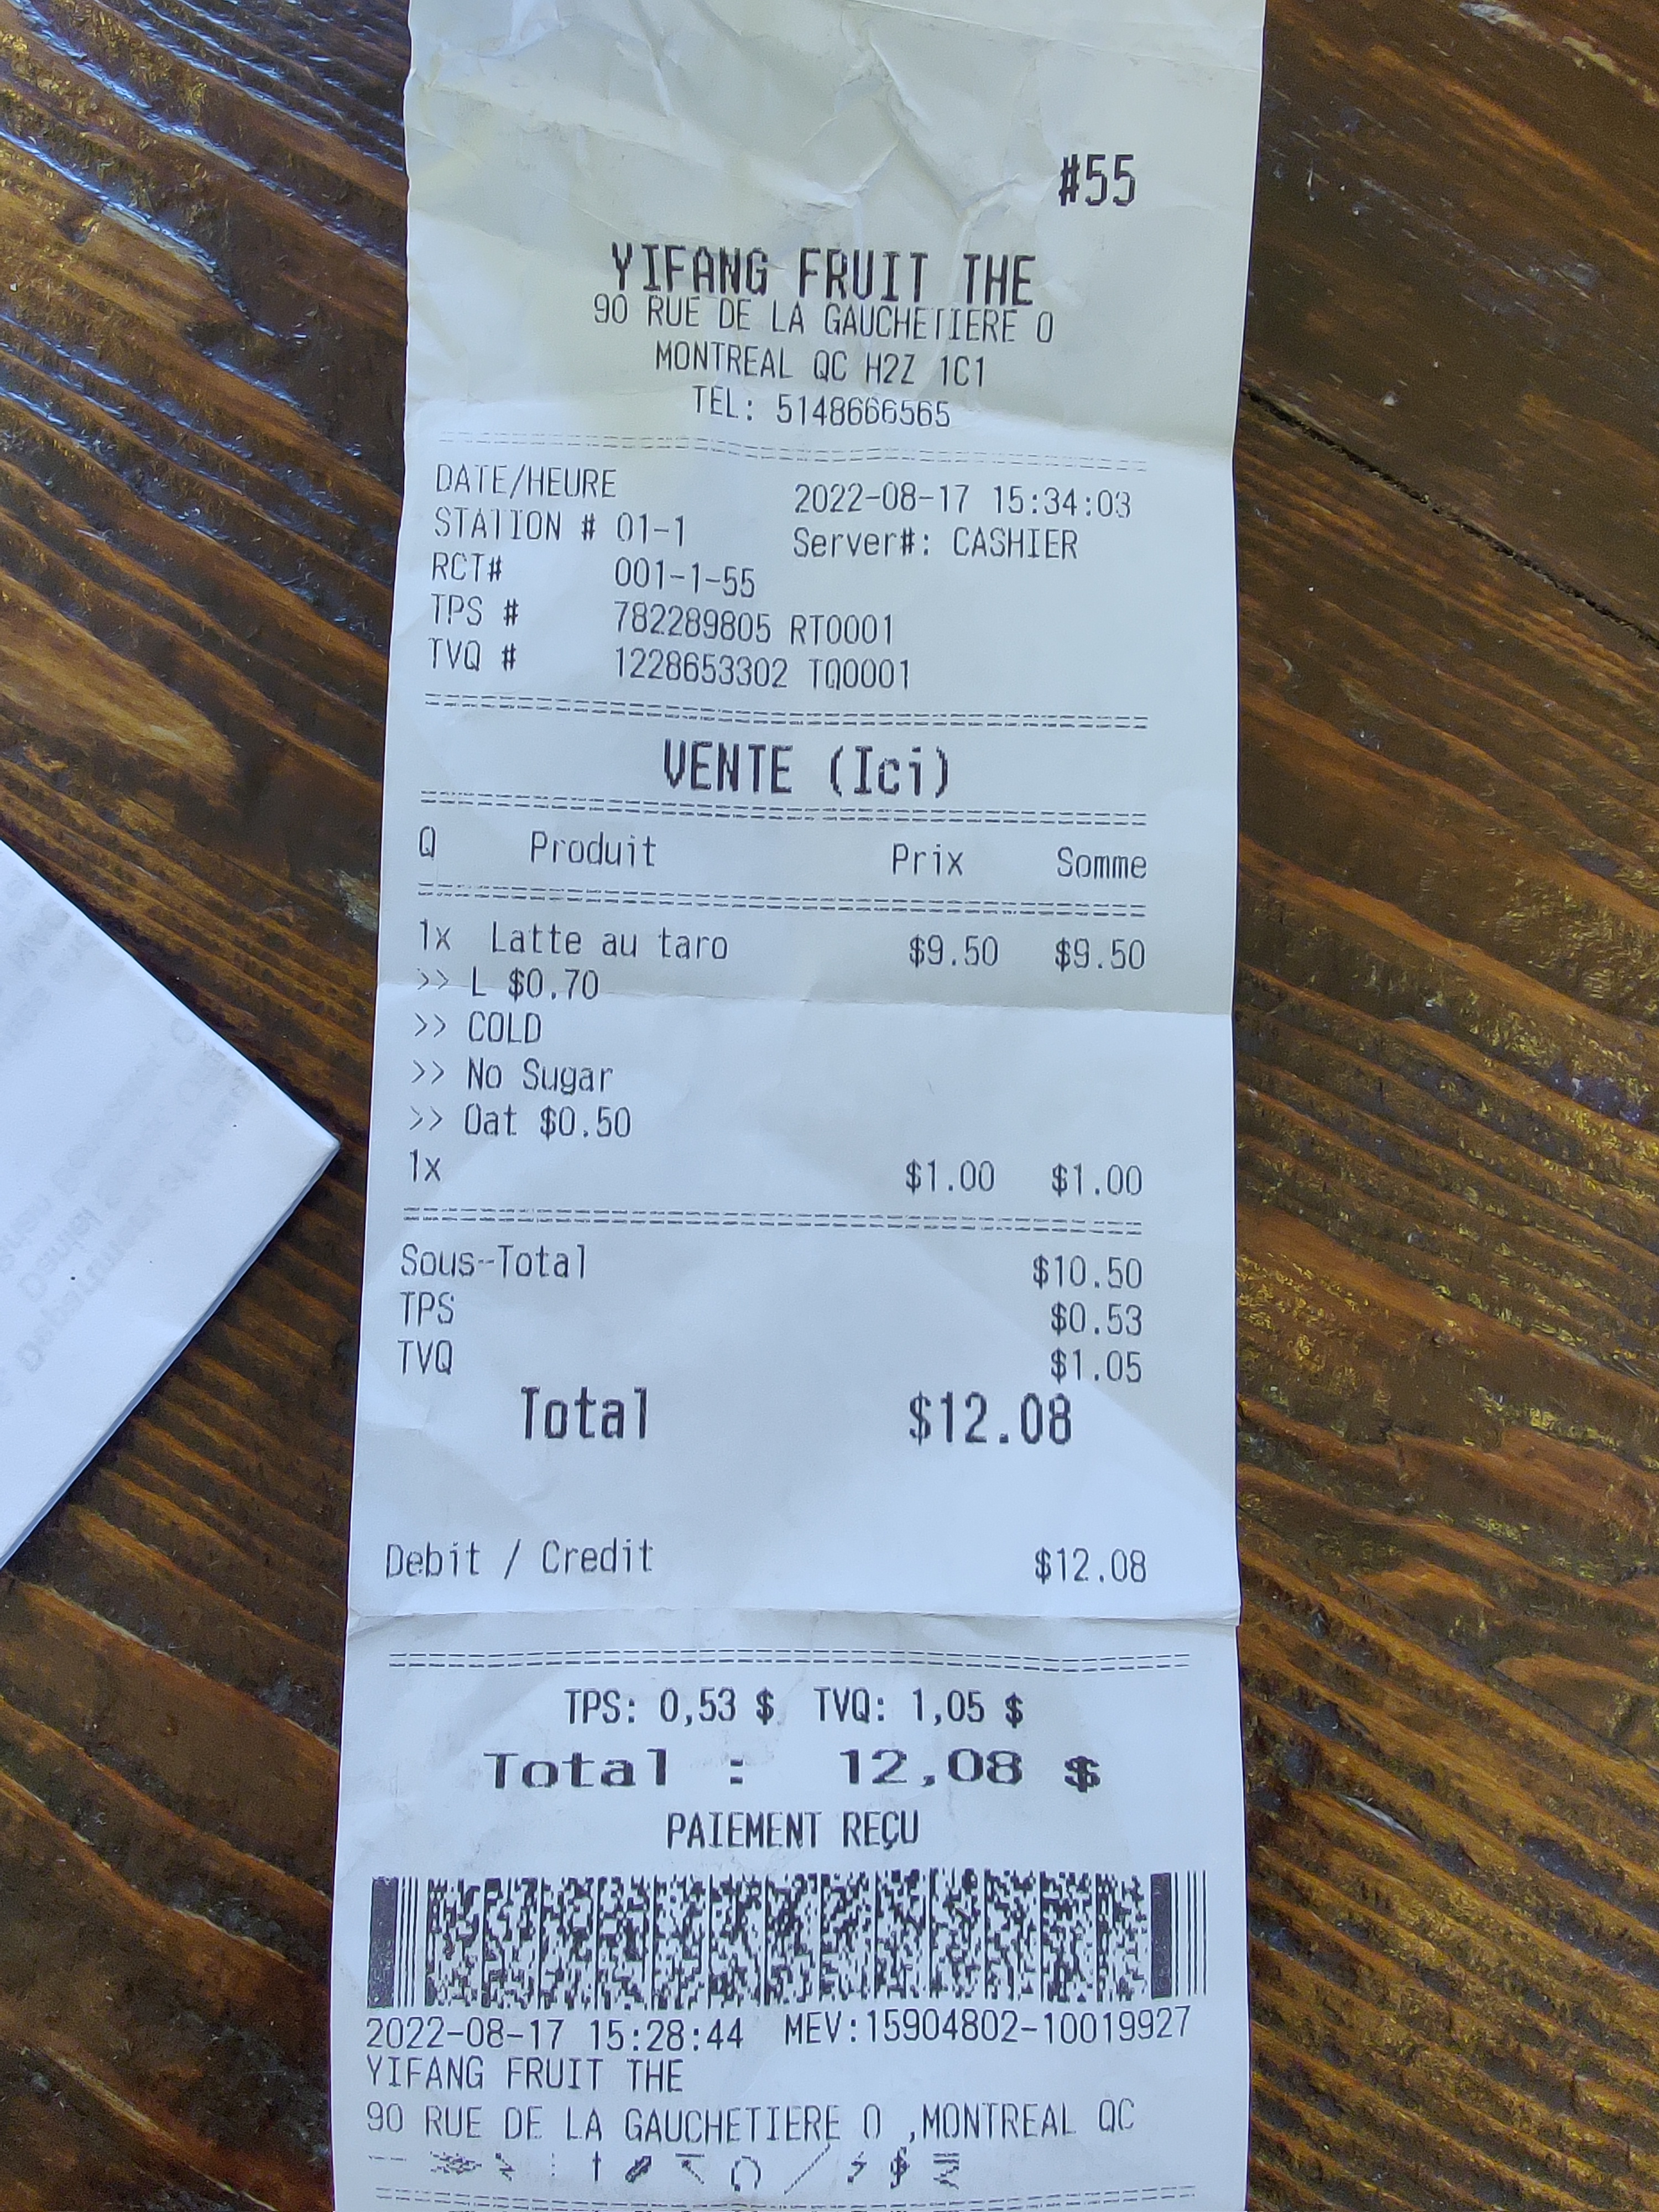 #55
YIFANG FRUIT THE
90 RUE DE LA GAUCHETIERE O
MONTREAL QC H2Z 1C1
TEL: 5148666565
DATE/HEURE 2022-08-17 15:34:03
STATION # 01-1 Server#: CASHIER
RCT# 001-1-55
TPS # 782289805 RT0001
TVQ # 1228653302 TQ0001
VENTE (Ici)
Q Produit Prix Somme
1x Latte au taro $9.50 $9.50
>> L $0.70
>> COLD
>> No Sugar
>> Oat $0.50
1x $1.00 $1.00
Sous-Total $10.50
TPS $0.53
TVQ $1.05
Total $12.08
Debit / Credit $12.08
TPS: 0,53 $ TVQ: 1,05 $
Total : 12,08 $
PAIEMENT REÇU
2022-08-17 15:28:44 MEV:15904802-10019927
YIFANG FRUIT THE
90 RUE DE LA GAUCHETIERE O ,MONTREAL QC